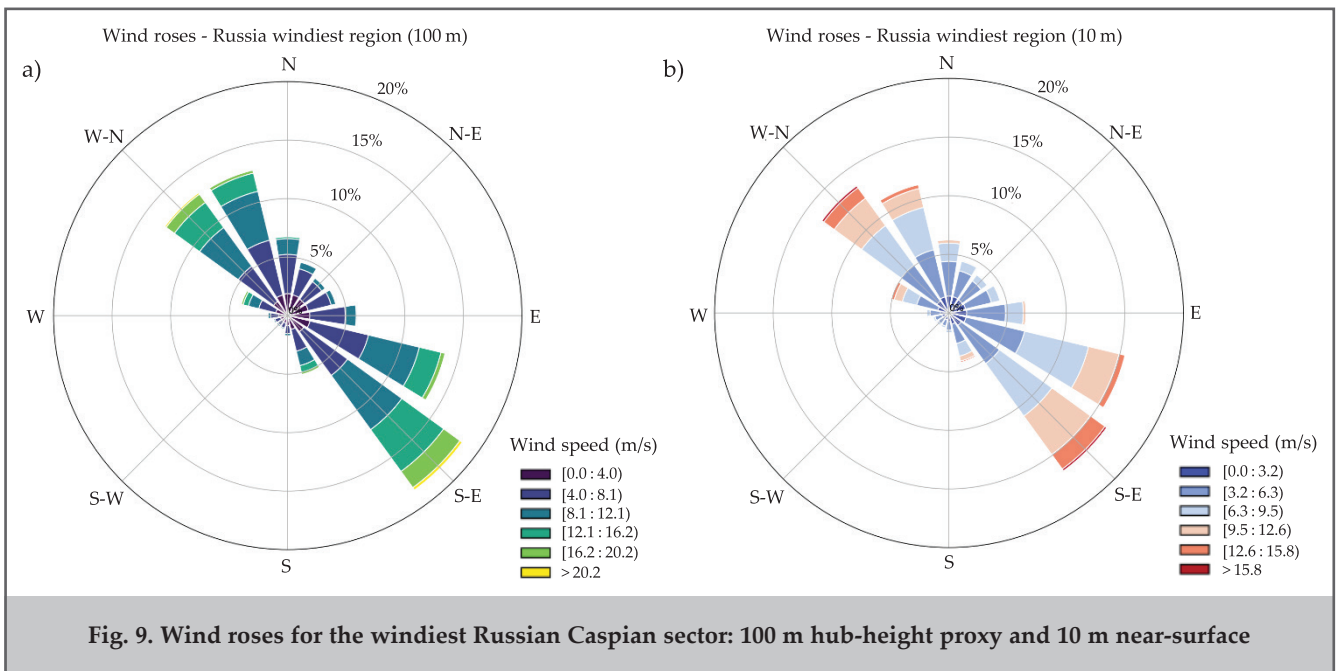 Wind roses - Russia windiest region (100 m)
a)
N
20%
N-E
15%
10%
5%
W-N
W
E
S-W
S
S-E
Wind speed (m/s)
[0.0 : 4.0)
[4.0 : 8.1)
[8.1 : 12.1)
[12.1 : 16.2)
[16.2 : 20.2)
> 20.2
Wind roses - Russia windiest region (10 m)
b)
N
20%
N-E
15%
10%
5%
W-N
W
E
S-W
S
S-E
Wind speed (m/s)
[0.0 : 3.2)
[3.2 : 6.3)
[6.3 : 9.5)
[9.5 : 12.6)
[12.6 : 15.8)
> 15.8
Fig. 9. Wind roses for the windiest Russian Caspian sector: 100 m hub-height proxy and 10 m near-surface